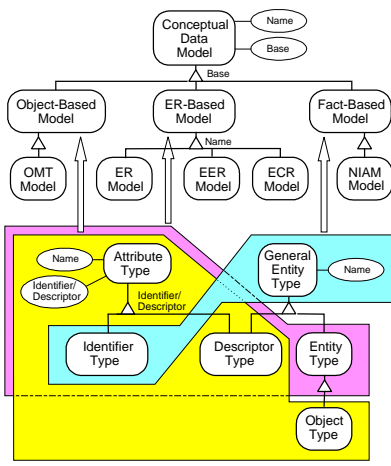 Conceptual
Data
Model
Name
Base
Base
Object-Based
Model
ER-Based
Model
Fact-Based
Model
Name
OMT
Model
ER
Model
EER
Model
ECR
Model
NIAM
Model
Name
Attribute
Type
Identifier/
Descriptor
Identifier/
Descriptor
General
Entity
Type
Name
Identifier
Type
Descriptor
Type
Entity
Type
Object
Type